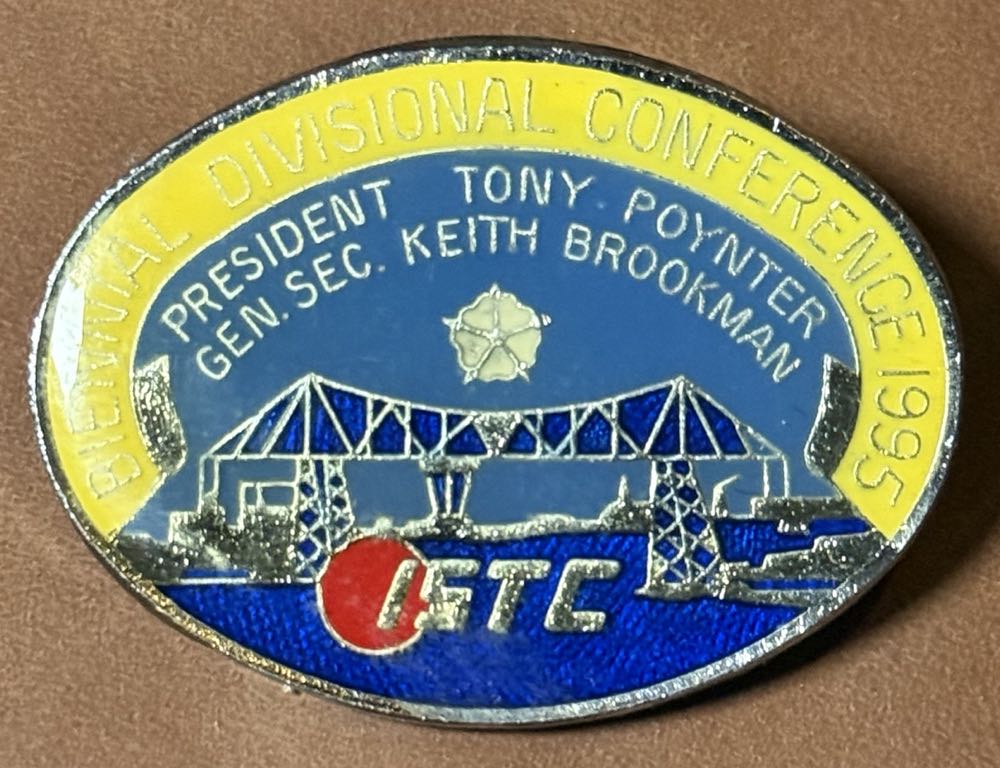 BIENNIAL DIVISIONAL CONFERENCE 1995
PRESIDENT TONY POYNTER
GEN. SEC. KEITH BROOKMAN
ISTC